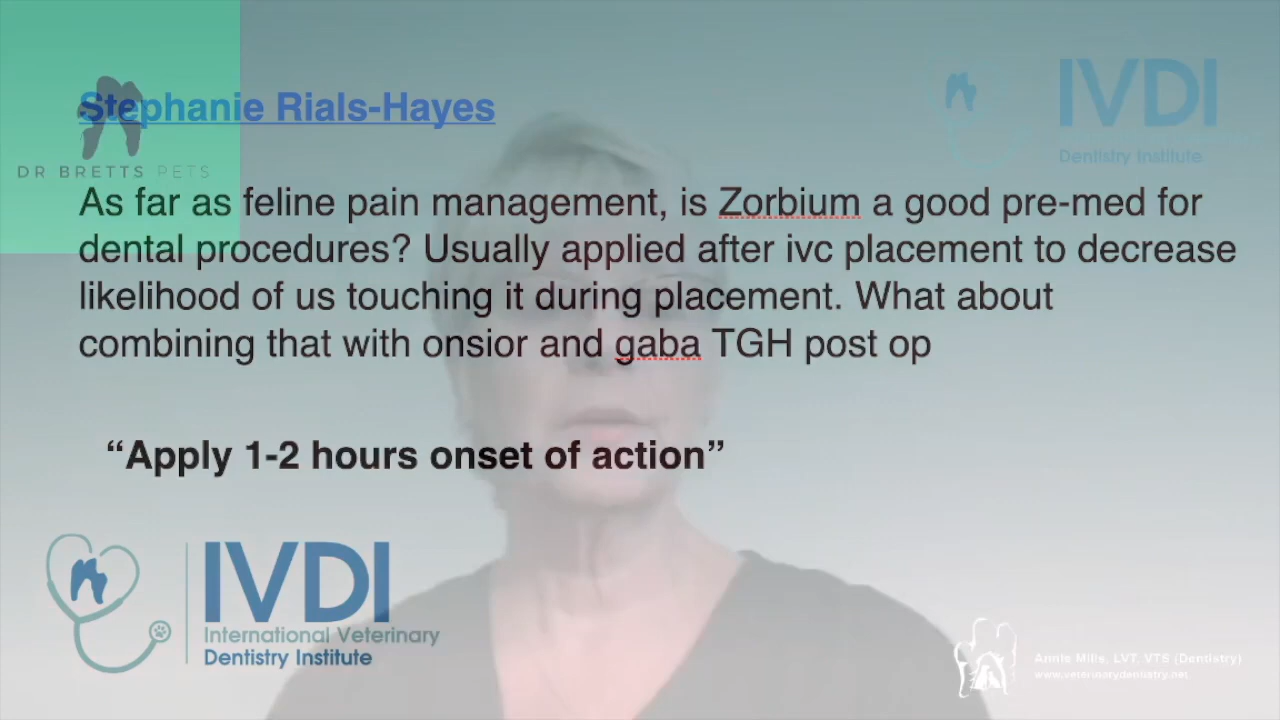 Stephanie Rials-Hayes
IVDI
Dentistry Institute
DR BRETTS PETS
As far as feline pain management, is Zorbium a good pre-med for
dental procedures? Usually applied after ivc placement to decrease
likelihood of us touching it during placement. What about
combining that with onsior and gaba TGH post op
“Apply 1-2 hours onset of action”
IVDI
International Veterinary
Dentistry Institute
Annie Mills, LVT, VTS (Dentistry)
www.veterinarydentistry.net